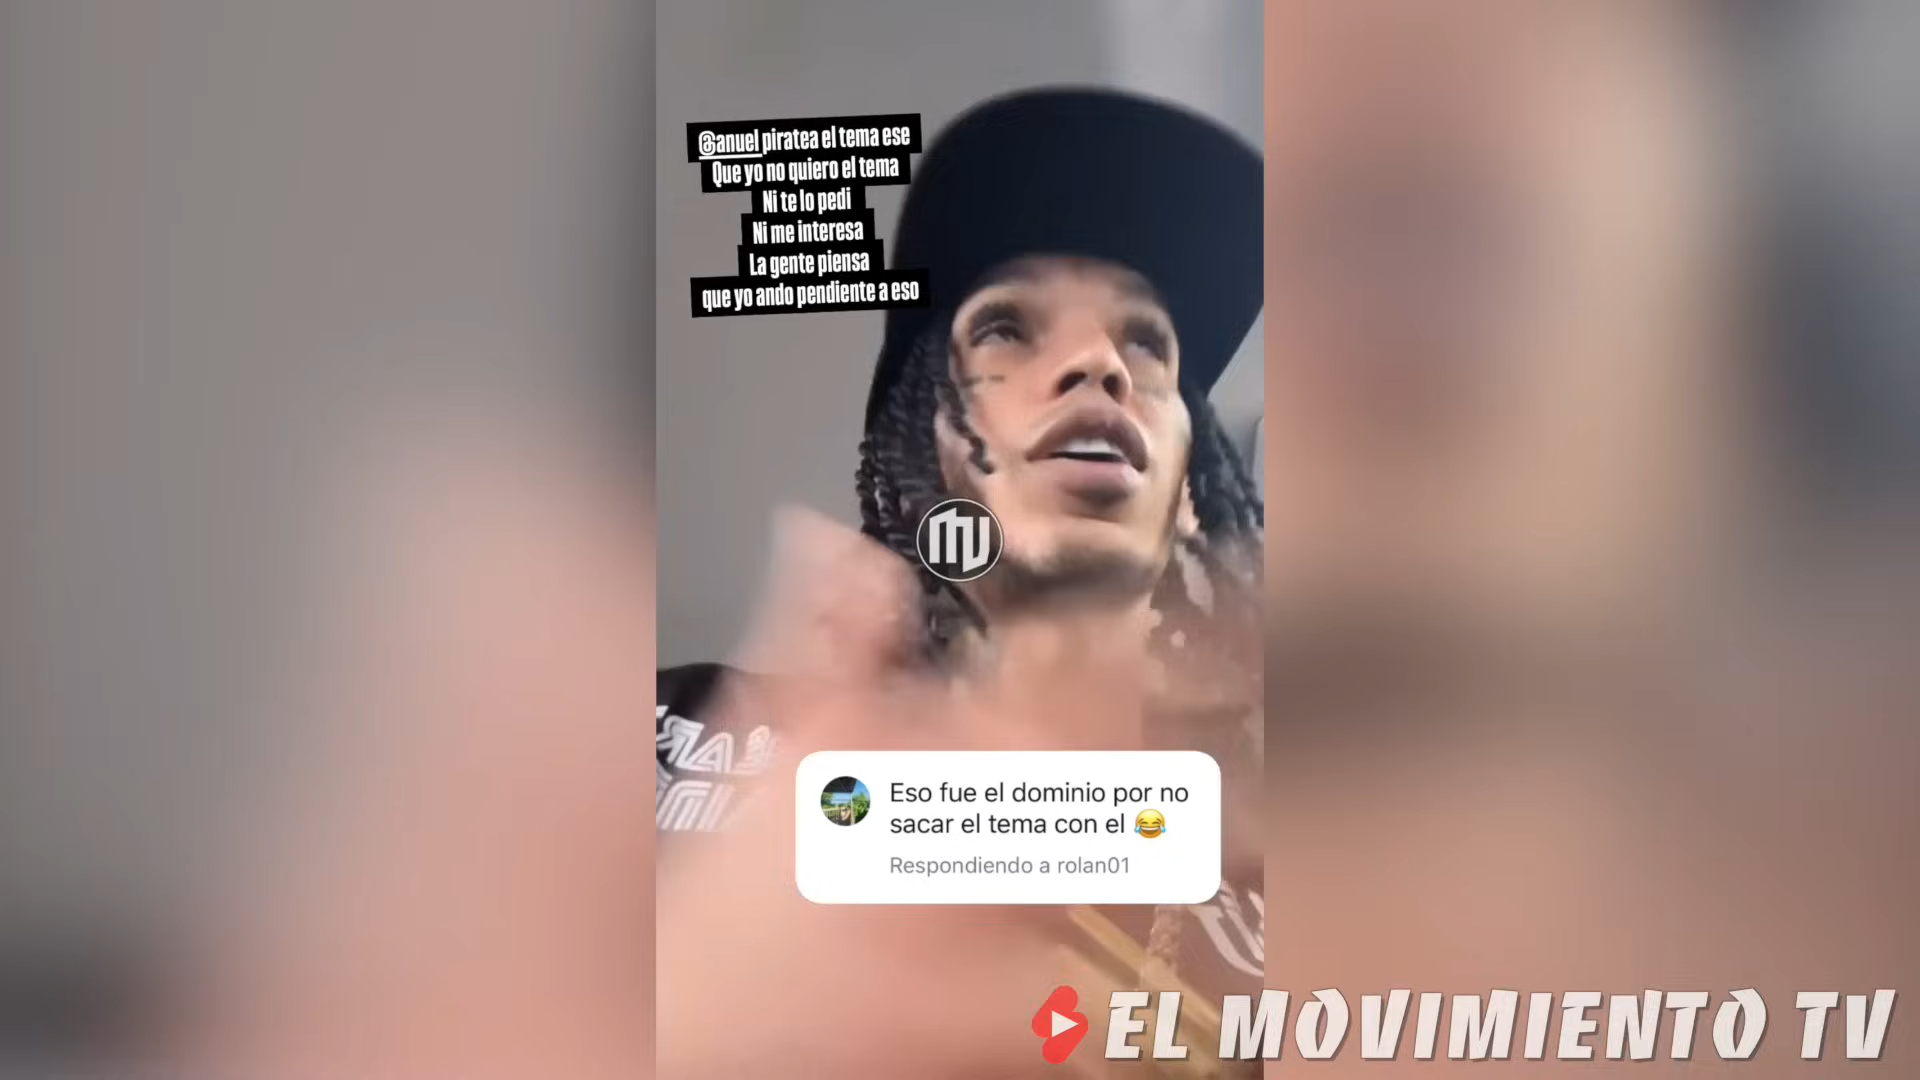 @anuel piratea el tema ese
Que yo no quiero el tema
Ni te lo pedi
Ni me interesa
La gente piensa
que yo ando pendiente a eso
Eso fue el dominio por no
sacar el tema con el 😂
Respondiendo a rolan01
EL MOVIMIENTO TV